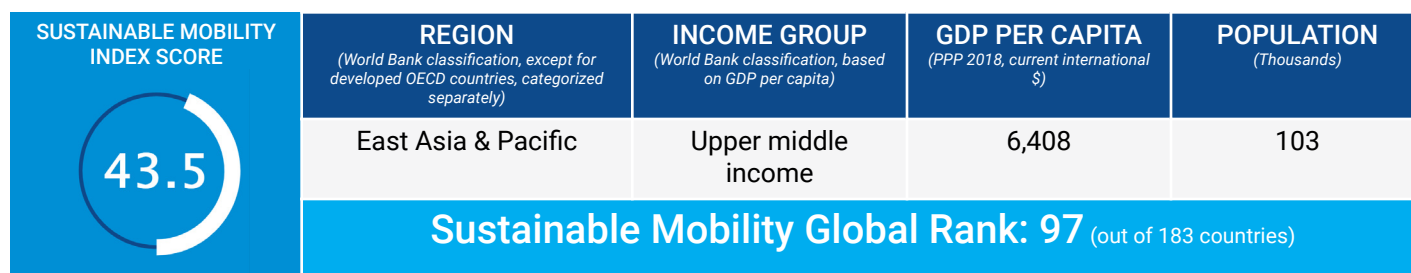 SUSTAINABLE MOBILITY
INDEX SCORE
43.5
REGION
(World Bank classification, except for
developed OECD countries, categorized
separately)
East Asia & Pacific
INCOME GROUP
(World Bank classification, based
on GDP per capita)
Upper middle
income
GDP PER CAPITA
(PPP 2018, current international
$)
6,408
POPULATION
(Thousands)
103
Sustainable Mobility Global Rank: 97 (out of 183 countries)